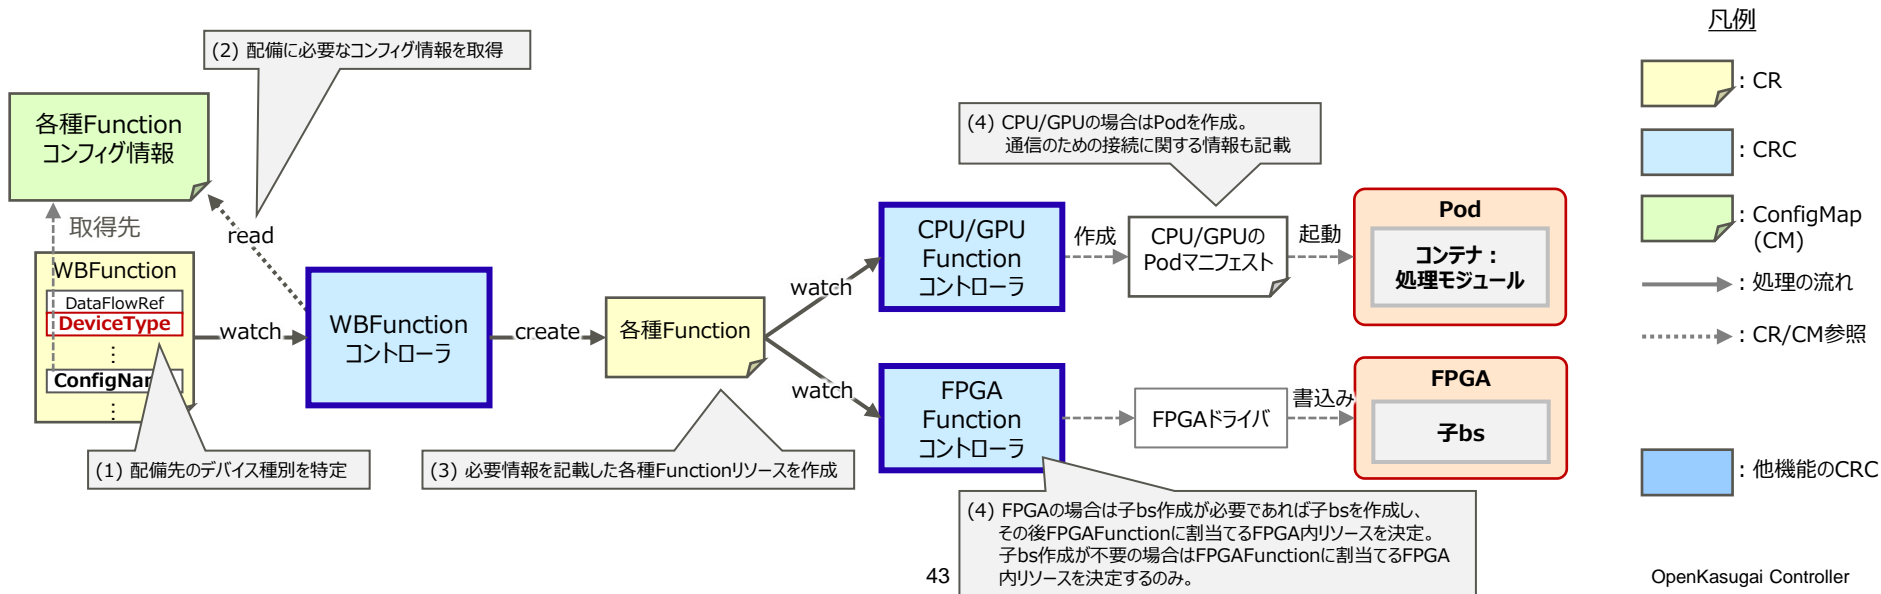 (2) 配備に必要なコンフィグ情報を取得
各種Function
コンフィグ情報
取得先
read
WBFunction
DataFlowRef
DeviceType
⋮
ConfigNa
⋮
watch
(1) 配備先のデバイス種別を特定
WBFunction
コントローラ
create
各種Function
(3) 必要情報を記載した各種Functionリソースを作成
watch
watch
CPU/GPU
Function
コントローラ
作成
(4) CPU/GPUの場合はPodを作成。
通信のための接続に関する情報も記載
CPU/GPUの
Podマニフェスト
起動
Pod
コンテナ：
処理モジュール
FPGA
Function
コントローラ
FPGAドライバ
書込み
FPGA
子bs
(4) FPGAの場合は子bs作成が必要であれば子bsを作成し、
その後FPGAFunctionに割当てるFPGA内リソースを決定。
子bs作成が不要の場合はFPGAFunctionに割当てるFPGA
内リソースを決定するのみ。
凡例
: CR
: CRC
: ConfigMap
(CM)
: 処理の流れ
: CR/CM参照
: 他機能のCRC
43
OpenKasugai Controller